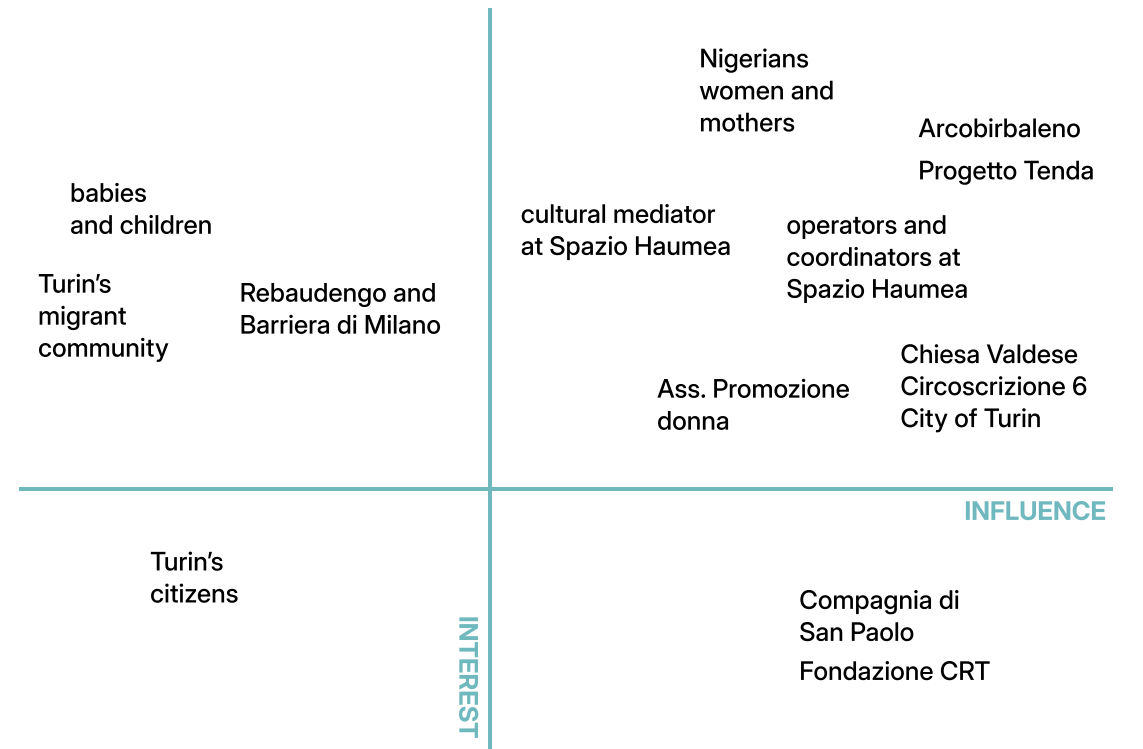 Nigerians
women and
mothers
Arcobirbaleno
Progetto Tenda
babies
and children
cultural mediator
at Spazio Haumea
operators and
coordinators at
Spazio Haumea
Turin’s
migrant
community
Rebaudengo and
Barriera di Milano
Chiesa Valdese
Circoscrizione 6
City of Turin
Ass. Promozione
donna
INFLUENCE
Turin’s
citizens
INTEREST
Compagnia di
San Paolo
Fondazione CRT